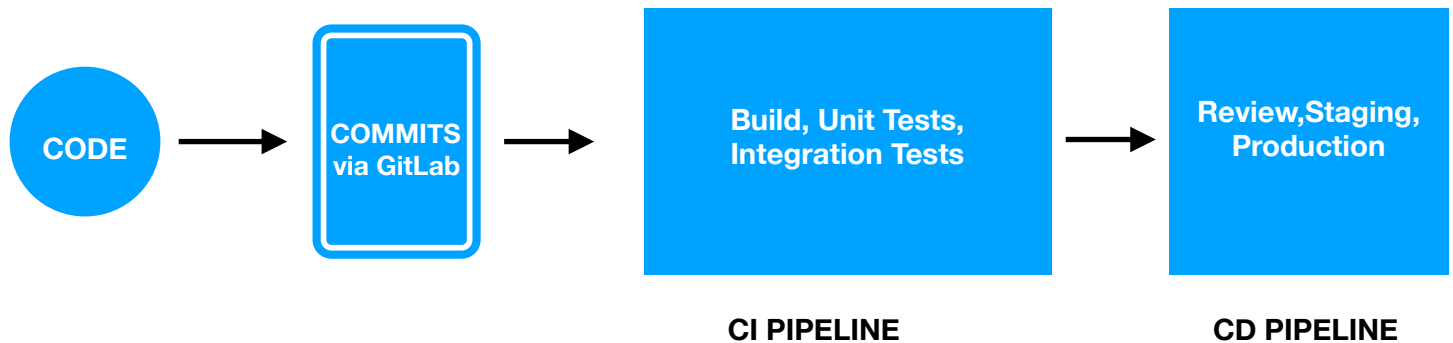 CODE
COMMITS
via GitLab
Build, Unit Tests,
Integration Tests
Review,Staging,
Production
CI PIPELINE
CD PIPELINE